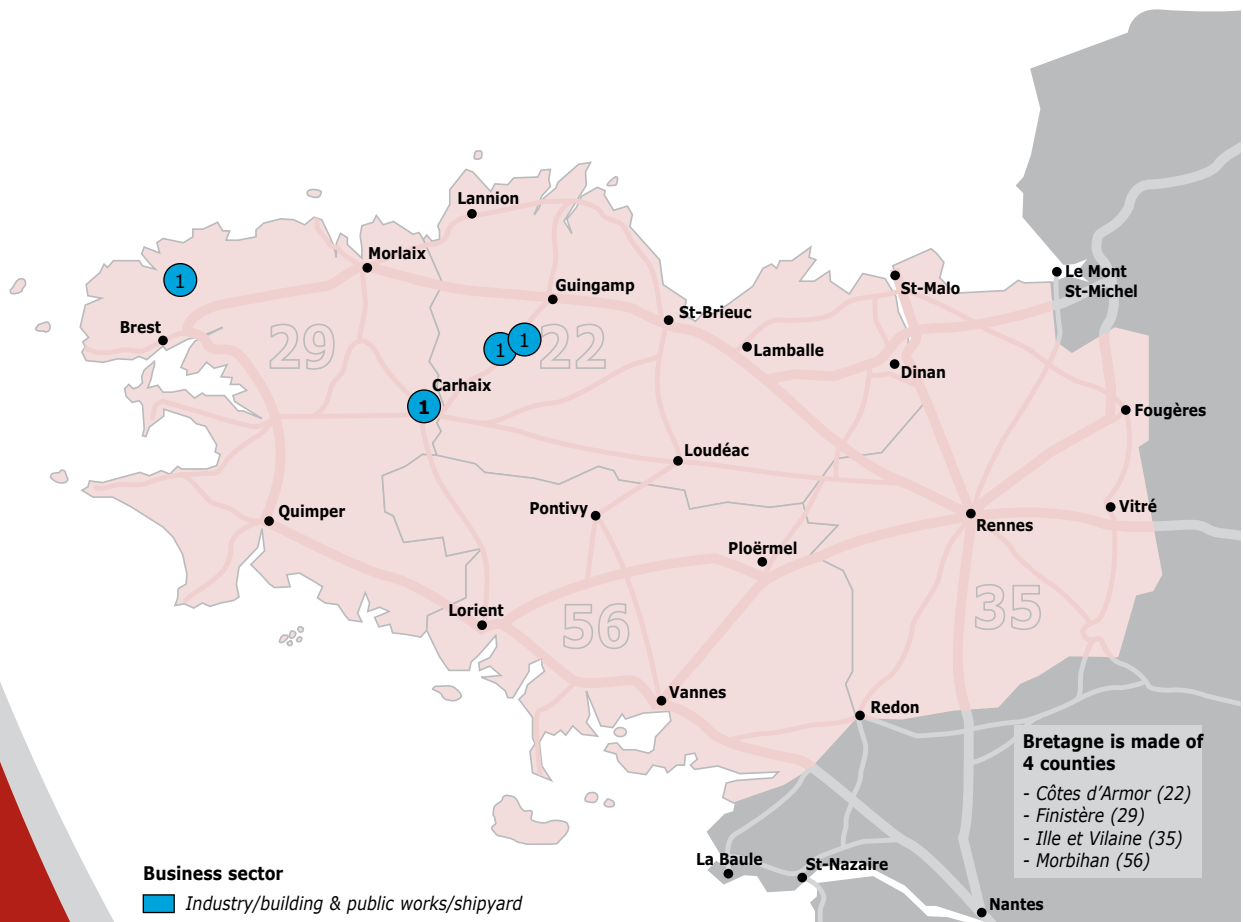 Lannion
Morlaix
1
Guingamp
Le Mont
St-Michel
St-Malo
St-Brieuc
Brest
1
1
29
22
Lamballe
Dinan
Carhaix
1
Fougères
Loudéac
Quimper
Pontivy
Vitré
Rennes
Ploërmel
Lorient
56
35
Vannes
Redon
Bretagne is made of
4 counties
- Côtes d'Armor (22)
- Finistère (29)
- Ille et Vilaine (35)
- Morbihan (56)
La Baule
St-Nazaire
Nantes
Business sector
Industry/building & public works/shipyard